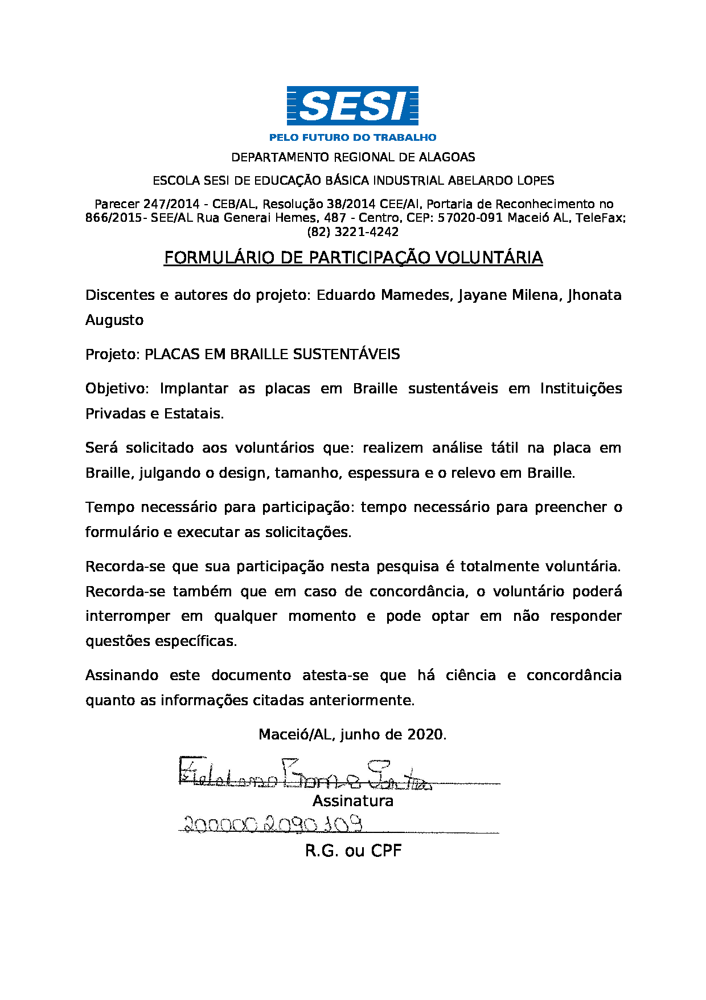 SESI
PELO FUTURO DO TRABALHO
DEPARTAMENTO REGIONAL DE ALAGOAS
ESCOLA SESI DE EDUCAÇÃO BÁSICA INDUSTRIAL ABELARDO LOPES
Parecer 247/2014 - CEB/AL, Resolução 38/2014 CEE/AI, Portaria de Reconhecimento no
866/2015- SEE/AL Rua Generai Hemes, 487 - Centro, CEP: 57020-091 Maceió AL, TeleFax;
(82) 3221-4242
FORMULÁRIO DE PARTICIPAÇÃO VOLUNTÁRIA
Discentes e autores do projeto: Eduardo Mamedes, Jayane Milena, Jhonata
Augusto
Projeto: PLACAS EM BRAILLE SUSTENTÁVEIS
Objetivo: Implantar as placas em Braille sustentáveis em Instituições
Privadas e Estatais.
Será solicitado aos voluntários que: realizem análise tátil na placa em
Braille, julgando o design, tamanho, espessura e o relevo em Braille.
Tempo necessário para participação: tempo necessário para preencher o
formulário e executar as solicitações.
Recorda-se que sua participação nesta pesquisa é totalmente voluntária.
Recorda-se também que em caso de concordância, o voluntário poderá
interromper em qualquer momento e pode optar em não responder
questões específicas.
Assinando este documento atesta-se que há ciência e concordância
quanto as informações citadas anteriormente.
Maceió/AL, junho de 2020.
Assinatura
2000002090109
R.G. ou CPF